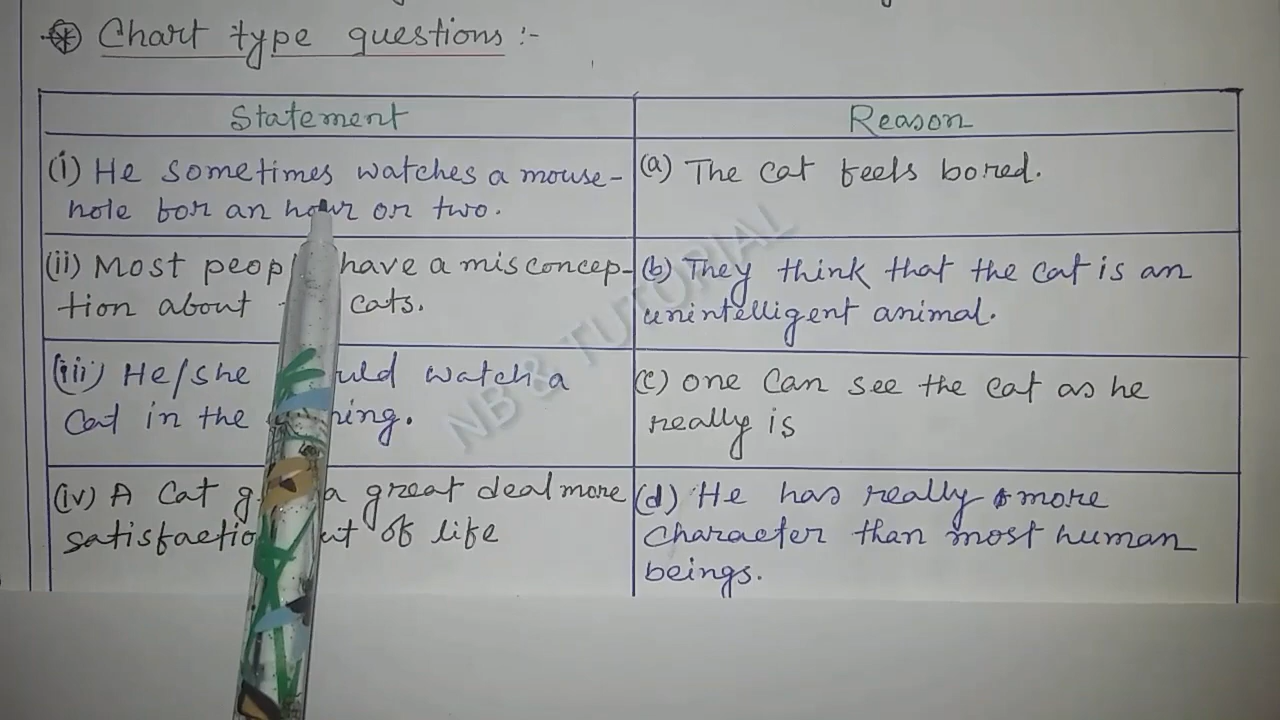 Chart type questions :-
Statement
Reason
(i) He sometimes watches a mouse-
hole for an hour or two.
(a) The cat feels bored.
(ii) Most have a misconcep-
tion about cats.
(b) They think that the cat is an
unintelligent animal.
(iii) He/she watch a
Cat in the
(c) one can see the cat as he
really is
(iv) A Cat a great deal more
satisfaction of life
(d) He has really more
character than most human
beings.
NB & TUTORIAL